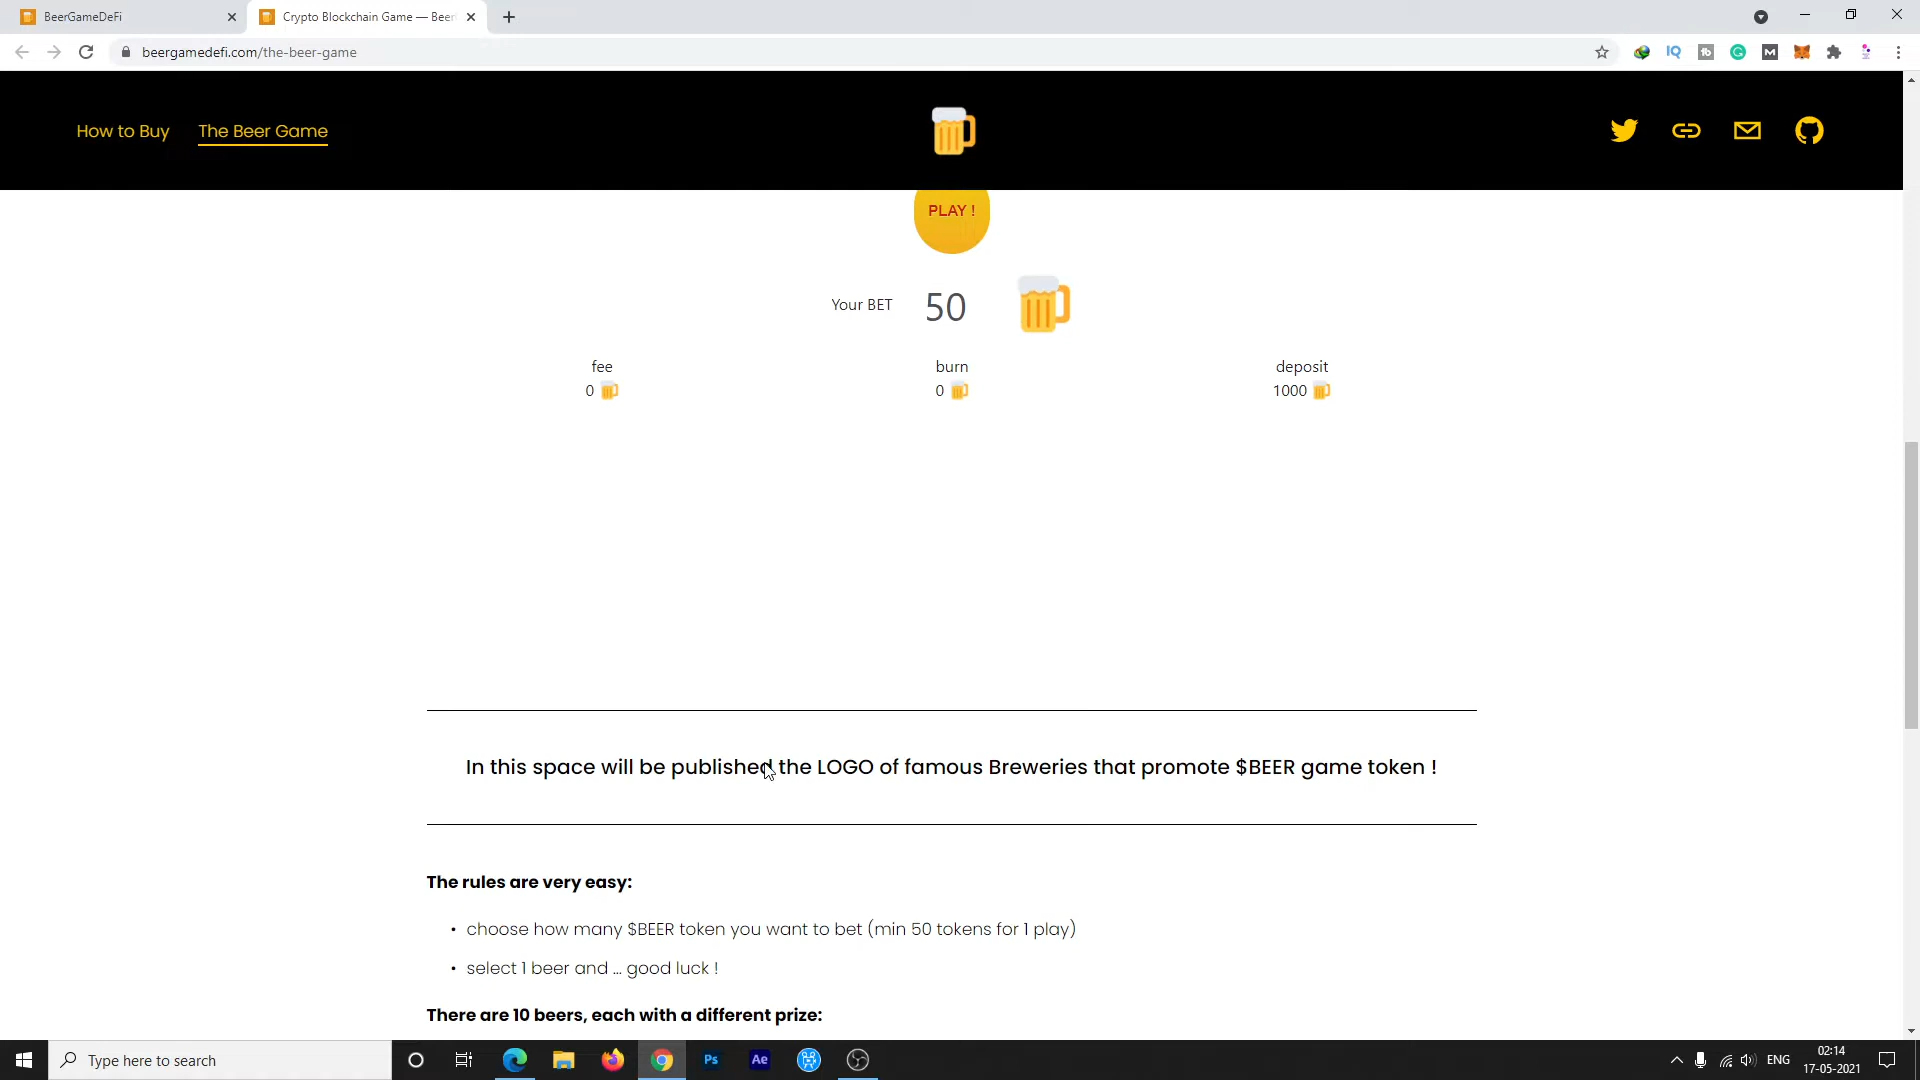 BeerGameDeFi
Crypto Blockchain Game — Beer
beergamedefi.com/the-beer-game
IQ
How to Buy
The Beer Game
PLAY !
Your BET 50
fee burn deposit
0 0 1000
In this space will be published the LOGO of famous Breweries that promote $BEER game token !
The rules are very easy:
• choose how many $BEER token you want to bet (min 50 tokens for 1 play)
• select 1 beer and ... good luck !
There are 10 beers, each with a different prize:
Type here to search
Ps
Ae
ENG
02:14
17-05-2021